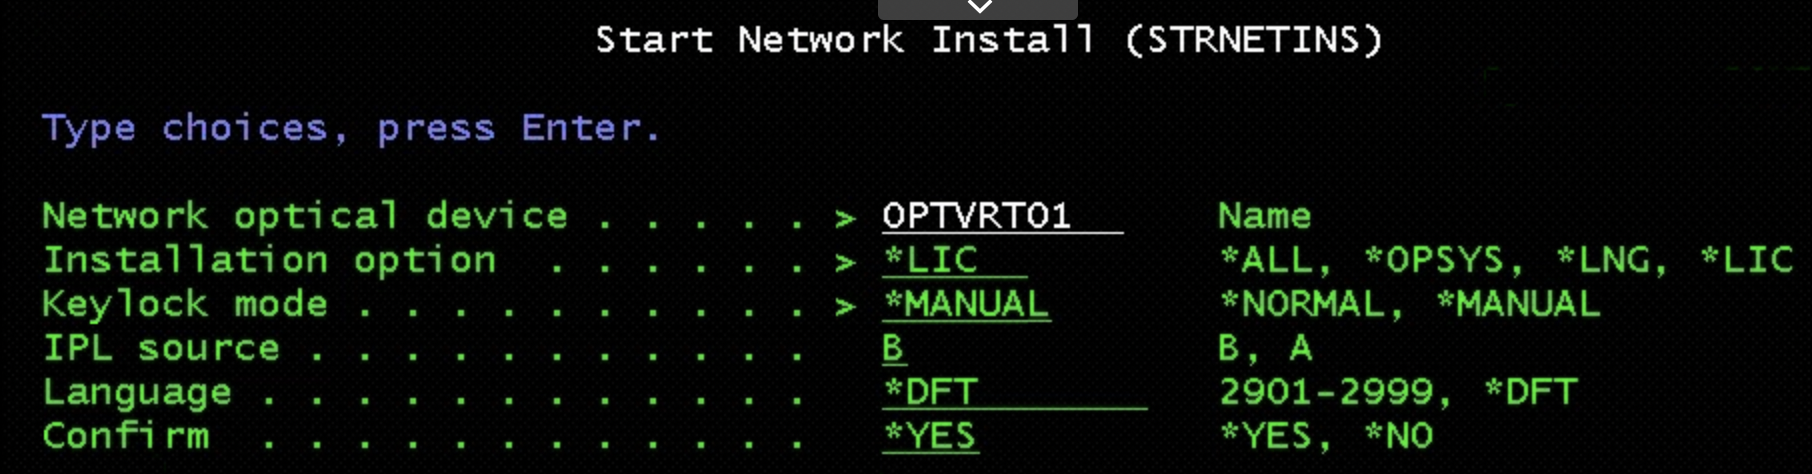 Start Network Install (STRNETINS)
Type choices, press Enter.
Network optical device . . . . . > OPTVRT01 Name
Installation option . . . . . . > *LIC *ALL, *OPSYS, *LNG, *LIC
Keylock mode . . . . . . . . . . > *MANUAL *NORMAL, *MANUAL
IPL source . . . . . . . . . . . B B, A
Language . . . . . . . . . . . . *DFT 2901-2999, *DFT
Confirm . . . . . . . . . . . . *YES *YES, *NO